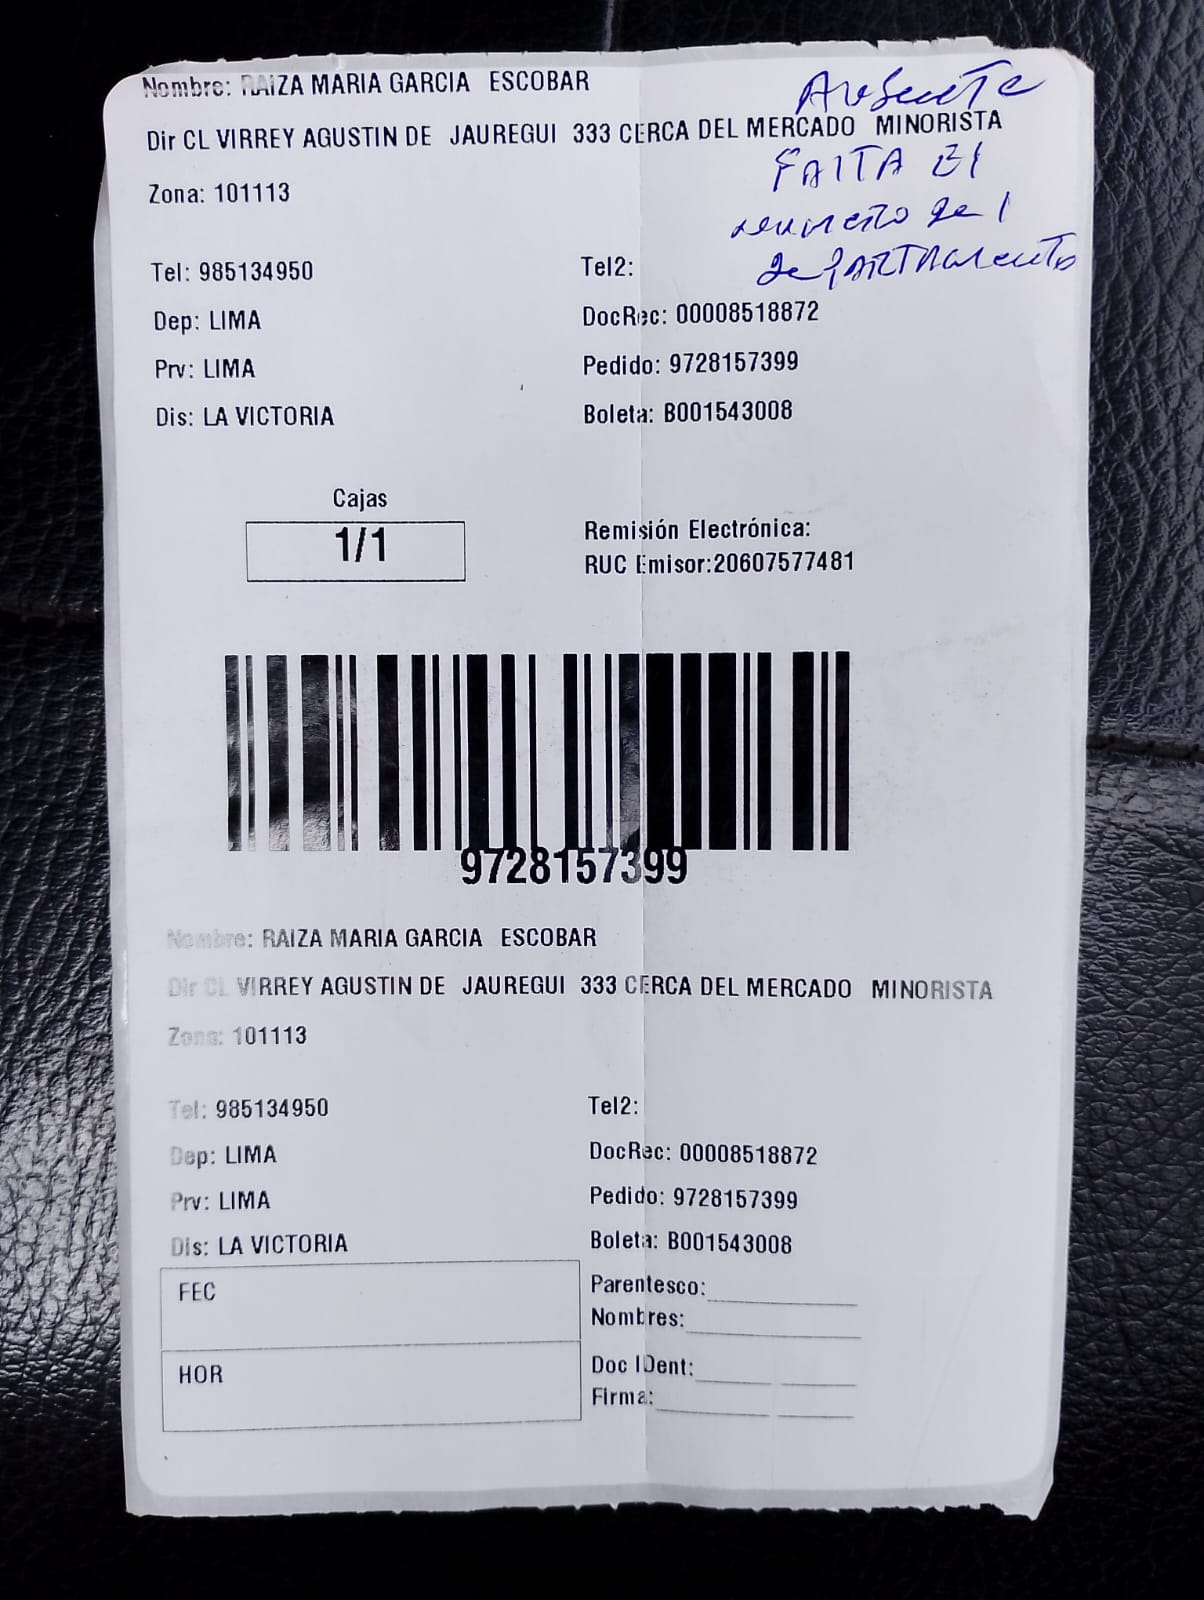 Nombre: RAIZA MARIA GARCIA ESCOBAR
Ausente
Dir CL VIRREY AGUSTIN DE JAUREGUI 333 CERCA DEL MERCADO MINORISTA
FALTA El
Zona: 101113
numero del
departamento
Tel: 985134950
Tel2:
Dep: LIMA
DocRec: 00008518872
Prv: LIMA
Pedido: 9728157399
Dis: LA VICTORIA
Boleta: B001543008
Cajas
1/1
Remisión Electrónica:
RUC Emisor:20607577481
9728157399
Nombre: RAIZA MARIA GARCIA ESCOBAR
Dir CL VIRREY AGUSTIN DE JAUREGUI 333 CERCA DEL MERCADO MINORISTA
Zona: 101113
Tel: 985134950
Tel2:
Dep: LIMA
DocRec: 00008518872
Prv: LIMA
Pedido: 9728157399
Dis: LA VICTORIA
Boleta: B001543008
FEC
Parentesco:
Nombres:
HOR
Doc IDent:
Firma: